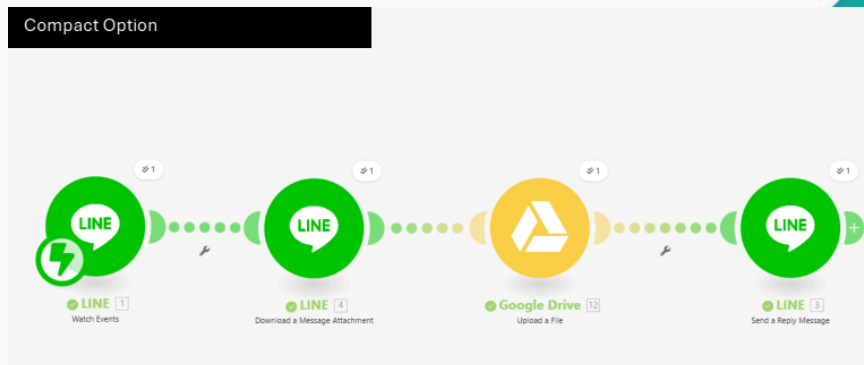 Compact Option
1
1
1
1
LINE
LINE
LINE
LINE 1
Watch Events
LINE 4
Download a Message Attachment
Google Drive 12
Upload a File
LINE 3
Send a Reply Message